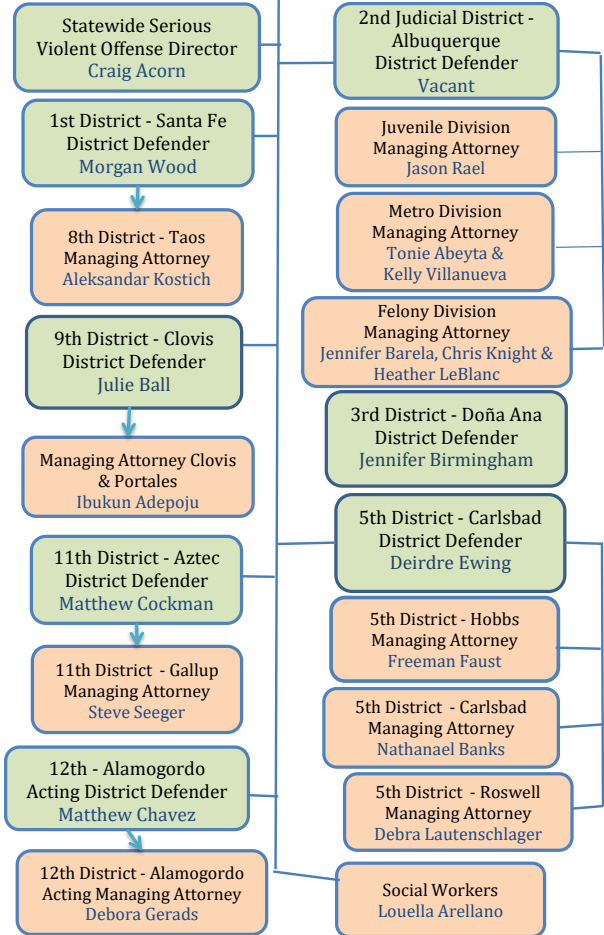 Statewide Serious
Violent Offense Director
Craig Acorn
1st District - Santa Fe
District Defender
Morgan Wood
8th District - Taos
Managing Attorney
Aleksandar Kostich
9th District - Clovis
District Defender
Julie Ball
Managing Attorney Clovis
& Portales
Ibukun Adepoju
11th District - Aztec
District Defender
Matthew Cockman
11th District - Gallup
Managing Attorney
Steve Seeger
12th - Alamogordo
Acting District Defender
Matthew Chavez
12th District - Alamogordo
Acting Managing Attorney
Debora Gerads
2nd Judicial District -
Albuquerque
District Defender
Vacant
Juvenile Division
Managing Attorney
Jason Rael
Metro Division
Managing Attorney
Tonie Abeyta &
Kelly Villanueva
Felony Division
Managing Attorney
Jennifer Barela, Chris Knight &
Heather LeBlanc
3rd District - Doña Ana
District Defender
Jennifer Birmingham
5th District - Carlsbad
District Defender
Deirdre Ewing
5th District - Hobbs
Managing Attorney
Freeman Faust
5th District - Carlsbad
Managing Attorney
Nathanael Banks
5th District - Roswell
Managing Attorney
Debra Lautenschlager
Social Workers
Louella Arellano